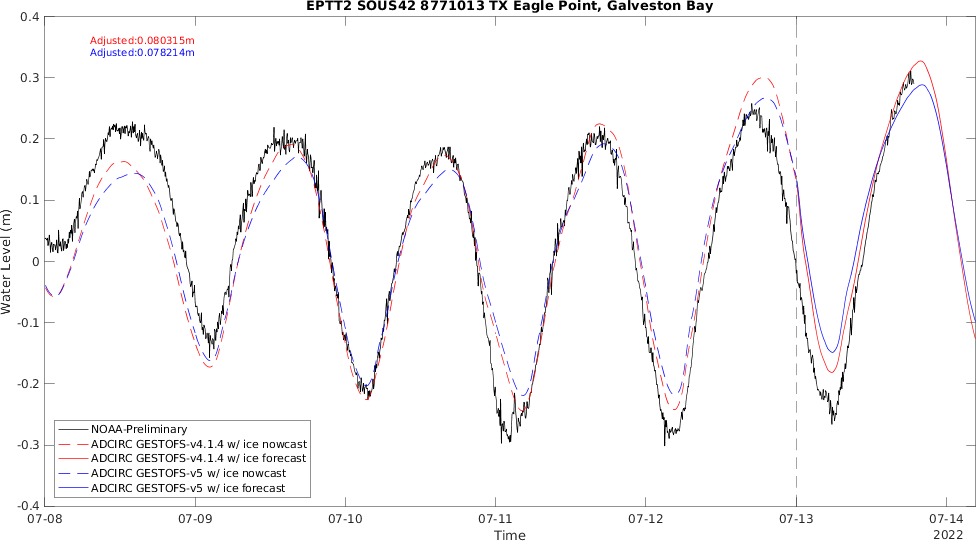 EPTT2 SOUS42 8771013 TX Eagle Point, Galveston Bay
Adjusted:0.080315m
Adjusted:0.078214m
0.4
0.3
0.2
0.1
0
-0.1
-0.2
-0.3
-0.4
Water Level (m)
NOAA-Preliminary
ADCIRC GESTOFS-v4.1.4 w/ ice nowcast
ADCIRC GESTOFS-v4.1.4 w/ ice forecast
ADCIRC GESTOFS-v5 w/ ice nowcast
ADCIRC GESTOFS-v5 w/ ice forecast
07-08 07-09 07-10 07-11 07-12 07-13 07-14
Time
2022